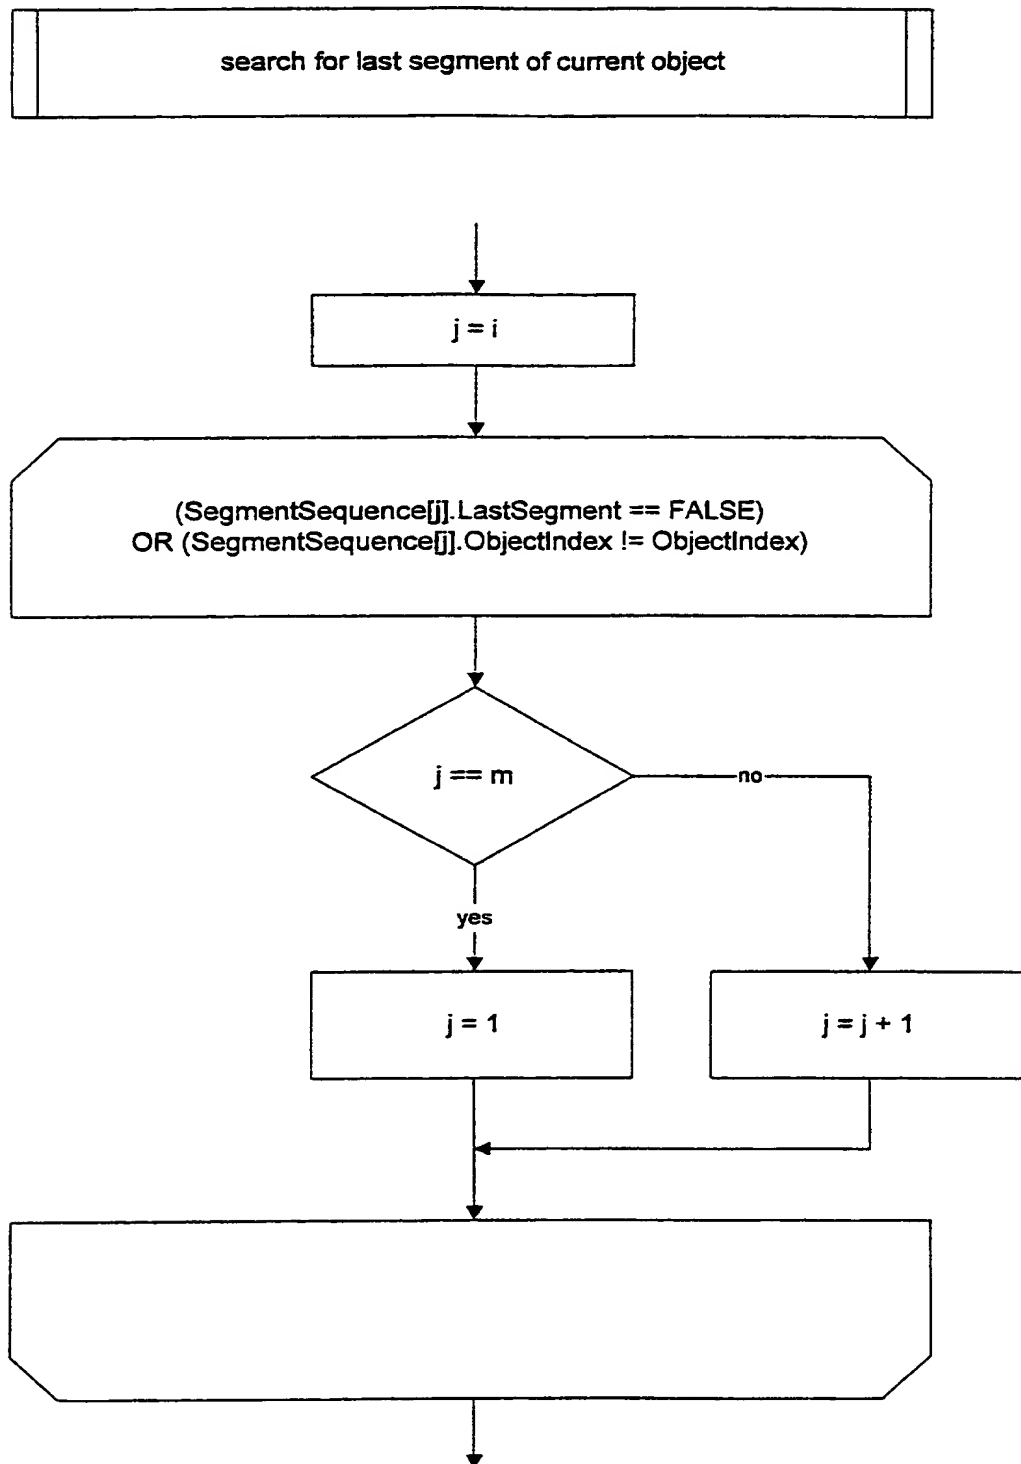 search for last segment of current object
j = i
(SegmentSequence[j].LastSegment == FALSE)
OR (SegmentSequence[j].ObjectIndex != ObjectIndex)
j == m
no
yes
j = 1
j = j + 1